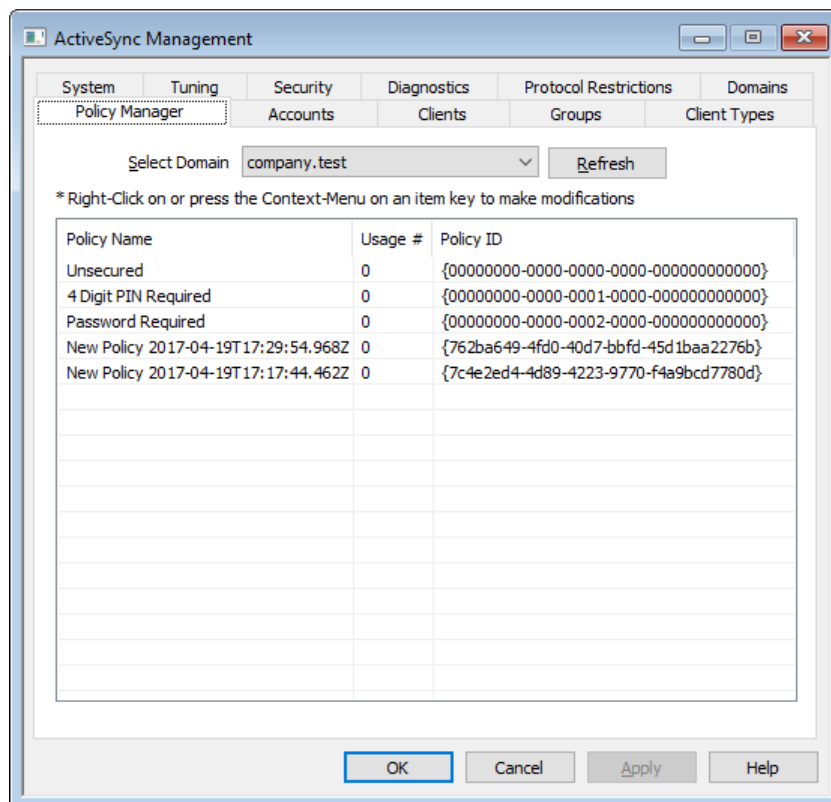 ActiveSync Management
System Tuning Security Diagnostics Protocol Restrictions Domains
Policy Manager Accounts Clients Groups Client Types
Select Domain company.test Refresh
* Right-Click on or press the Context-Menu on an item key to make modifications
Policy Name Usage # Policy ID
Unsecured 0 {00000000-0000-0000-0000-000000000000}
4 Digit PIN Required 0 {00000000-0000-0001-0000-000000000000}
Password Required 0 {00000000-0000-0002-0000-000000000000}
New Policy 2017-04-19T17:29:54.968Z 0 {762ba649-4fd0-40d7-bbfd-45d1baa2276b}
New Policy 2017-04-19T17:17:44.462Z 0 {7c4e2ed4-4d89-4223-9770-f4a9bcd7780d}
OK Cancel Apply Help